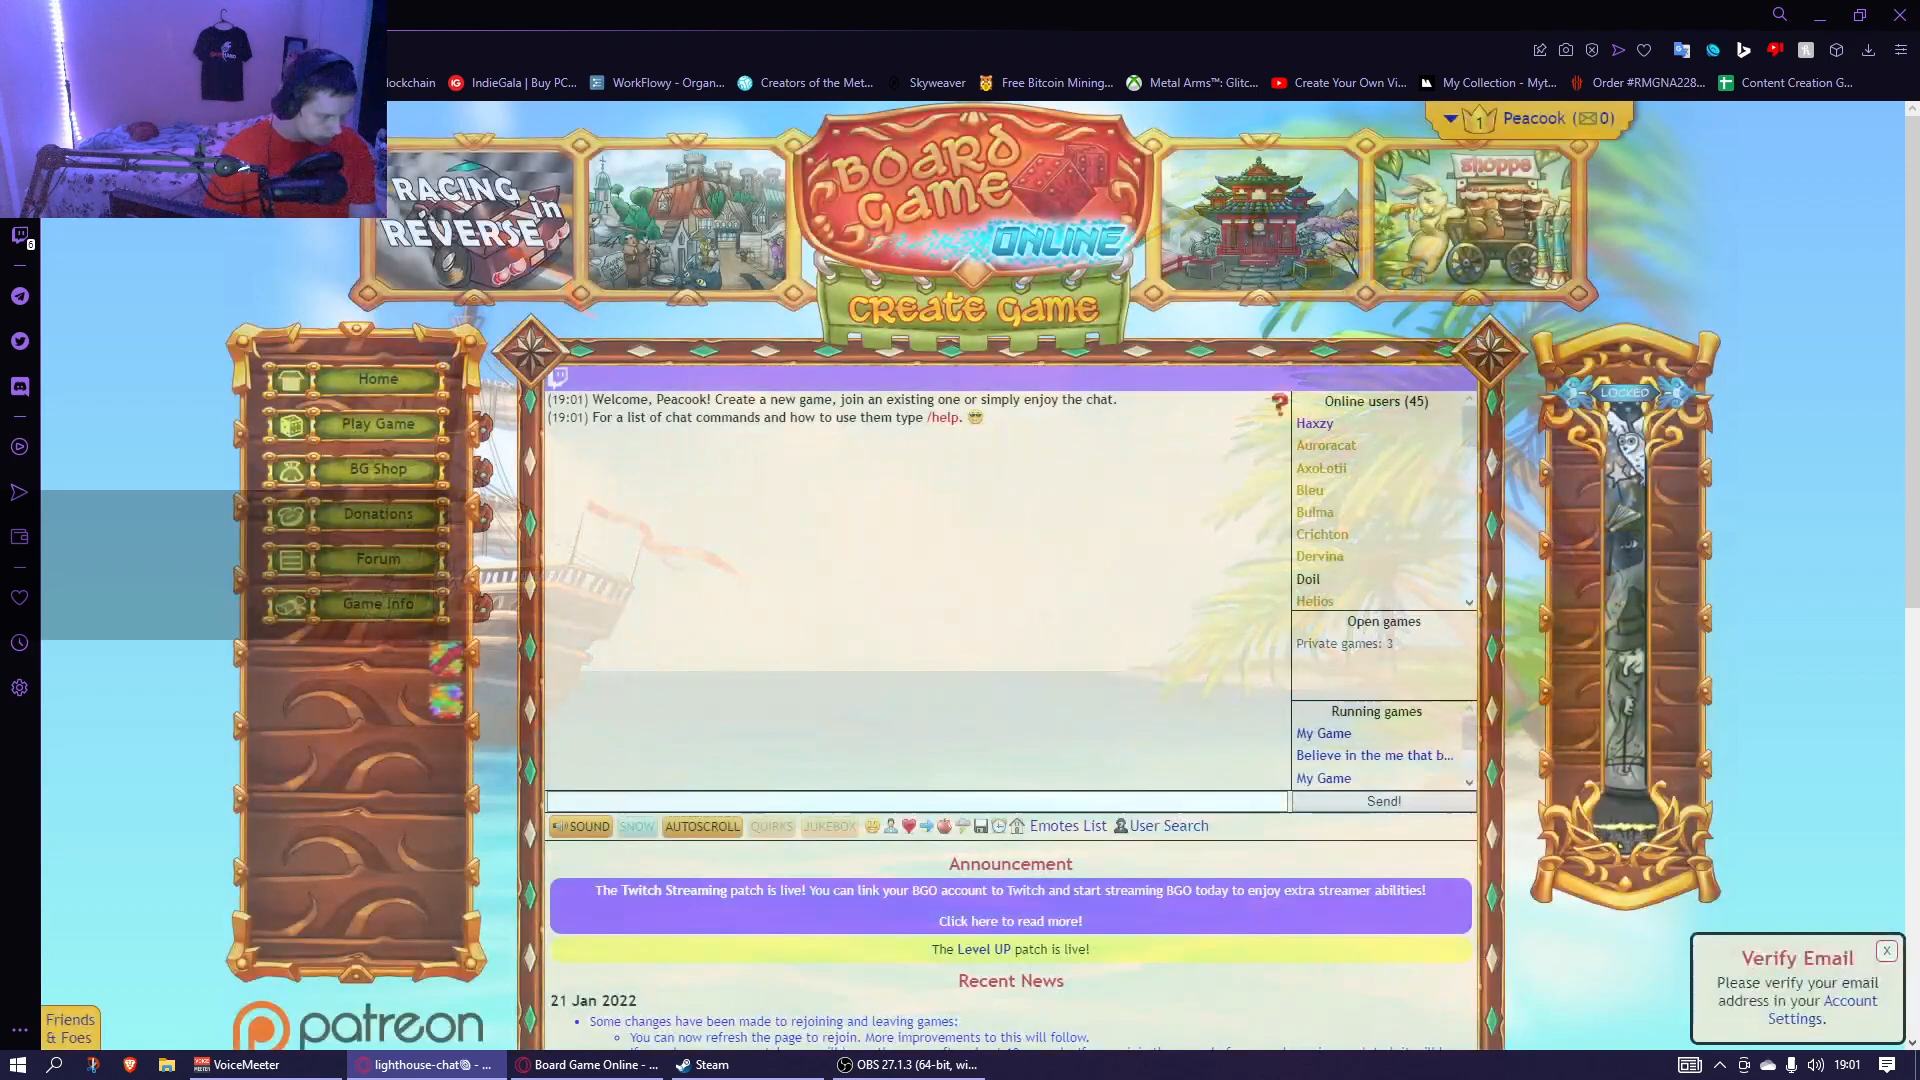 lockchain
IndieGala | Buy PC...
WorkFlowy - Organ...
Creators of the Met...
Skyweaver
Free Bitcoin Mining...
Metal Arms™: Glitc...
Create Your Own Vi...
My Collection - Myt...
Order #RMGNA228...
Content Creation G...
1 Peacook (0)
RACING in REVERSE
BOARD GAME ONLINE
shoppe
CREATE GAME
Home
Play Game
BG Shop
Donations
Forum
Game Info
(19:01) Welcome, Peacook! Create a new game, join an existing one or simply enjoy the chat.
(19:01) For a list of chat commands and how to use them type /help.
Online users (45)
Haxzy
Auroracat
AxoLotii
Bleu
Bulma
Crichton
Dervina
Doil
Helios
Open games
Private games: 3
Running games
My Game
Believe in the me that b...
My Game
Send!
LOCKED
SOUND SNOW AUTOSCROLL QUIRKS JUKEBOX Emotes List User Search
Announcement
The Twitch Streaming patch is live! You can link your BGO account to Twitch and start streaming BGO today to enjoy extra streamer abilities!
Click here to read more!
The Level UP patch is live!
Recent News
21 Jan 2022
• Some changes have been made to rejoining and leaving games:
You can now refresh the page to rejoin. More improvements to this will follow.
Verify Email
X
Please verify your email
address in your Account
Settings.
Friends
& Foes
patreon
6
VoiceMeeter
lighthouse-chat - ...
Board Game Online - ...
Steam
OBS 27.1.3 (64-bit, wi...
19:01